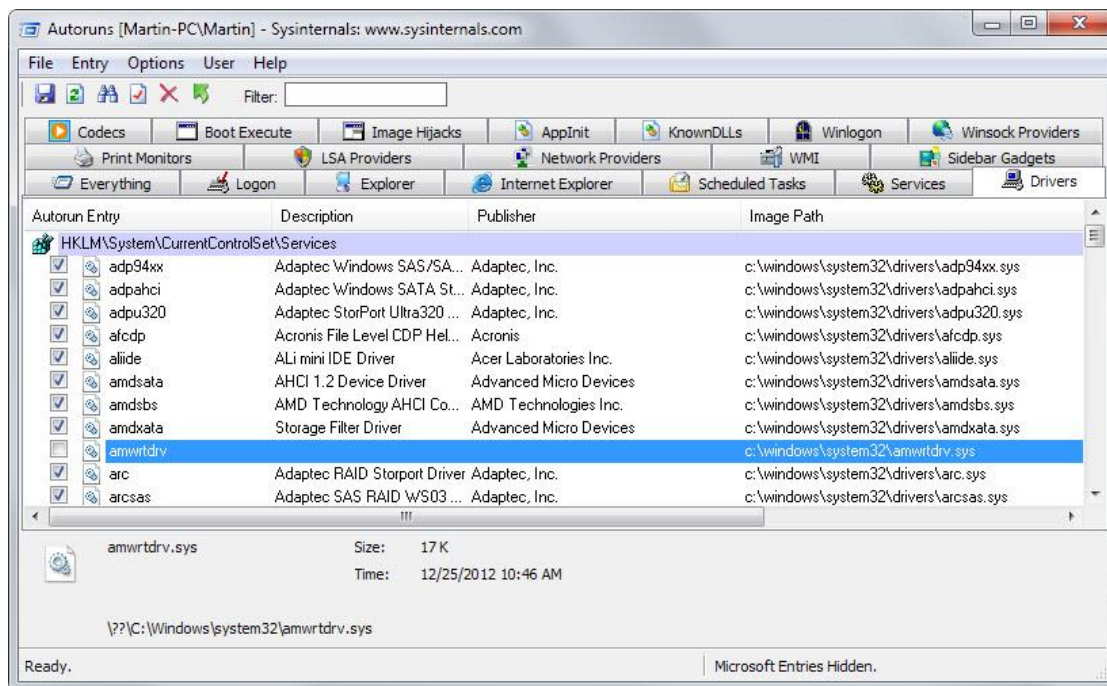 Autoruns [Martin-PC\Martin] - Sysinternals: www.sysinternals.com
File Entry Options User Help
Filter:
Codecs Boot Execute Image Hijacks AppInit KnownDLLs Winlogon Winsock Providers
Print Monitors LSA Providers Network Providers WMI Sidebar Gadgets
Everything Logon Explorer Internet Explorer Scheduled Tasks Services Drivers
Autorun Entry Description Publisher Image Path
HKLM\System\CurrentControlSet\Services
adp94xx Adaptec Windows SAS/SA... Adaptec, Inc. c:\windows\system32\drivers\adp94xx.sys
adpahci Adaptec Windows SATA St... Adaptec, Inc. c:\windows\system32\drivers\adpahci.sys
adpu320 Adaptec StorPort Ultra320 ... Adaptec, Inc. c:\windows\system32\drivers\adpu320.sys
afcdp Acronis File Level CDP Hel... Acronis c:\windows\system32\drivers\afcdp.sys
aliide ALi mini IDE Driver Acer Laboratories Inc. c:\windows\system32\drivers\aliide.sys
amdsata AHCI 1.2 Device Driver Advanced Micro Devices c:\windows\system32\drivers\amdsata.sys
amdsbs AMD Technology AHCI Co... AMD Technologies Inc. c:\windows\system32\drivers\amdsbs.sys
amdxata Storage Filter Driver Advanced Micro Devices c:\windows\system32\drivers\amdxata.sys
amwrtdrv c:\windows\system32\amwrtdrv.sys
arc Adaptec RAID Storport Driver Adaptec, Inc. c:\windows\system32\drivers\arc.sys
arcsas Adaptec SAS RAID WS03 ... Adaptec, Inc. c:\windows\system32\drivers\arcsas.sys
amwrtdrv.sys Size: 17 K
Time: 12/25/2012 10:46 AM
\??\C:\Windows\system32\amwrtdrv.sys
Ready. Microsoft Entries Hidden.